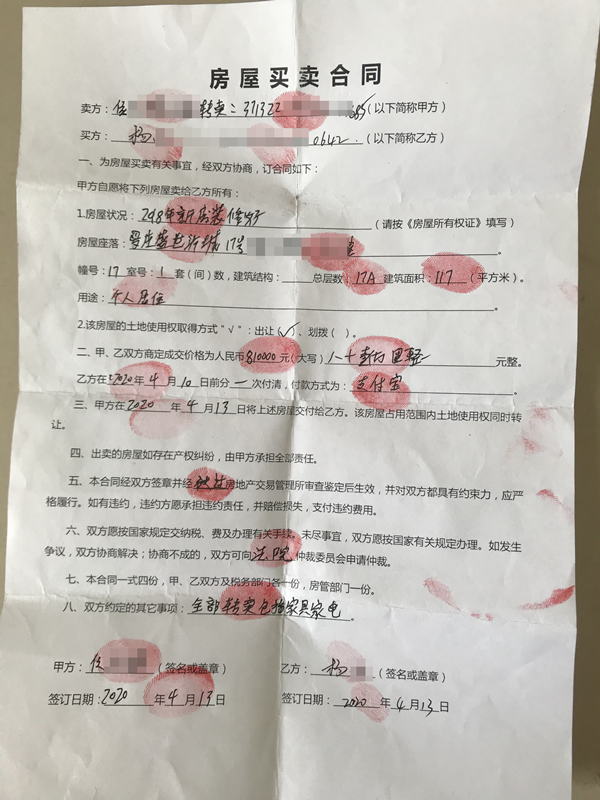 房屋买卖合同
卖方：转卖：371322 685（以下简称甲方）
买方：杨 0642.（以下简称乙方）
一、为房屋买卖有关事宜，经双方协商，订合同如下：
甲方自愿将下列房屋卖给乙方所有：
1.房屋状况：298年新房装修好（请按《房屋所有权证》填写）
房屋座落：罗庄 17号
幢号：17 室号：1 套（间）数，建筑结构：总层数：17A 建筑面积：117（平方米）。
用途：个人居住。
2.该房屋的土地使用权取得方式"√"：出让（√）、划拨（ ）。
二、甲、乙双方商定成交价格为人民币810000元（大写）元整。
乙方在2020年4月10日前分一次付清，付款方式为：支付宝
三、甲方在2020年4月13日将上述房屋交付给乙方。该房屋占用范围内土地使用权同时转
让。
四、出卖的房屋如存在产权纠纷，由甲方承担全部责任。
五、本合同经双方签章并经房地产交易管理所审查鉴定后生效，并对双方都具有约束力，应严
格履行。如有违约，违约方愿承担违约责任，并赔偿损失，支付违约费用。
六、双方愿按国家规定交纳税、费及办理有关手续。未尽事宜，双方愿按国家有关规定办理。如发生
争议，双方协商解决；协商不成的，双方可向法院仲裁委员会申请仲裁。
七、本合同一式四份，甲、乙双方及税务部门各一份，房管部门一份。
八、双方约定的其它事项：全部转卖包括家具家电。
甲方：（签名或盖章） 乙方：杨（签名或盖章）
签订日期：2020年4月13日 签订日期：2020年4月13日